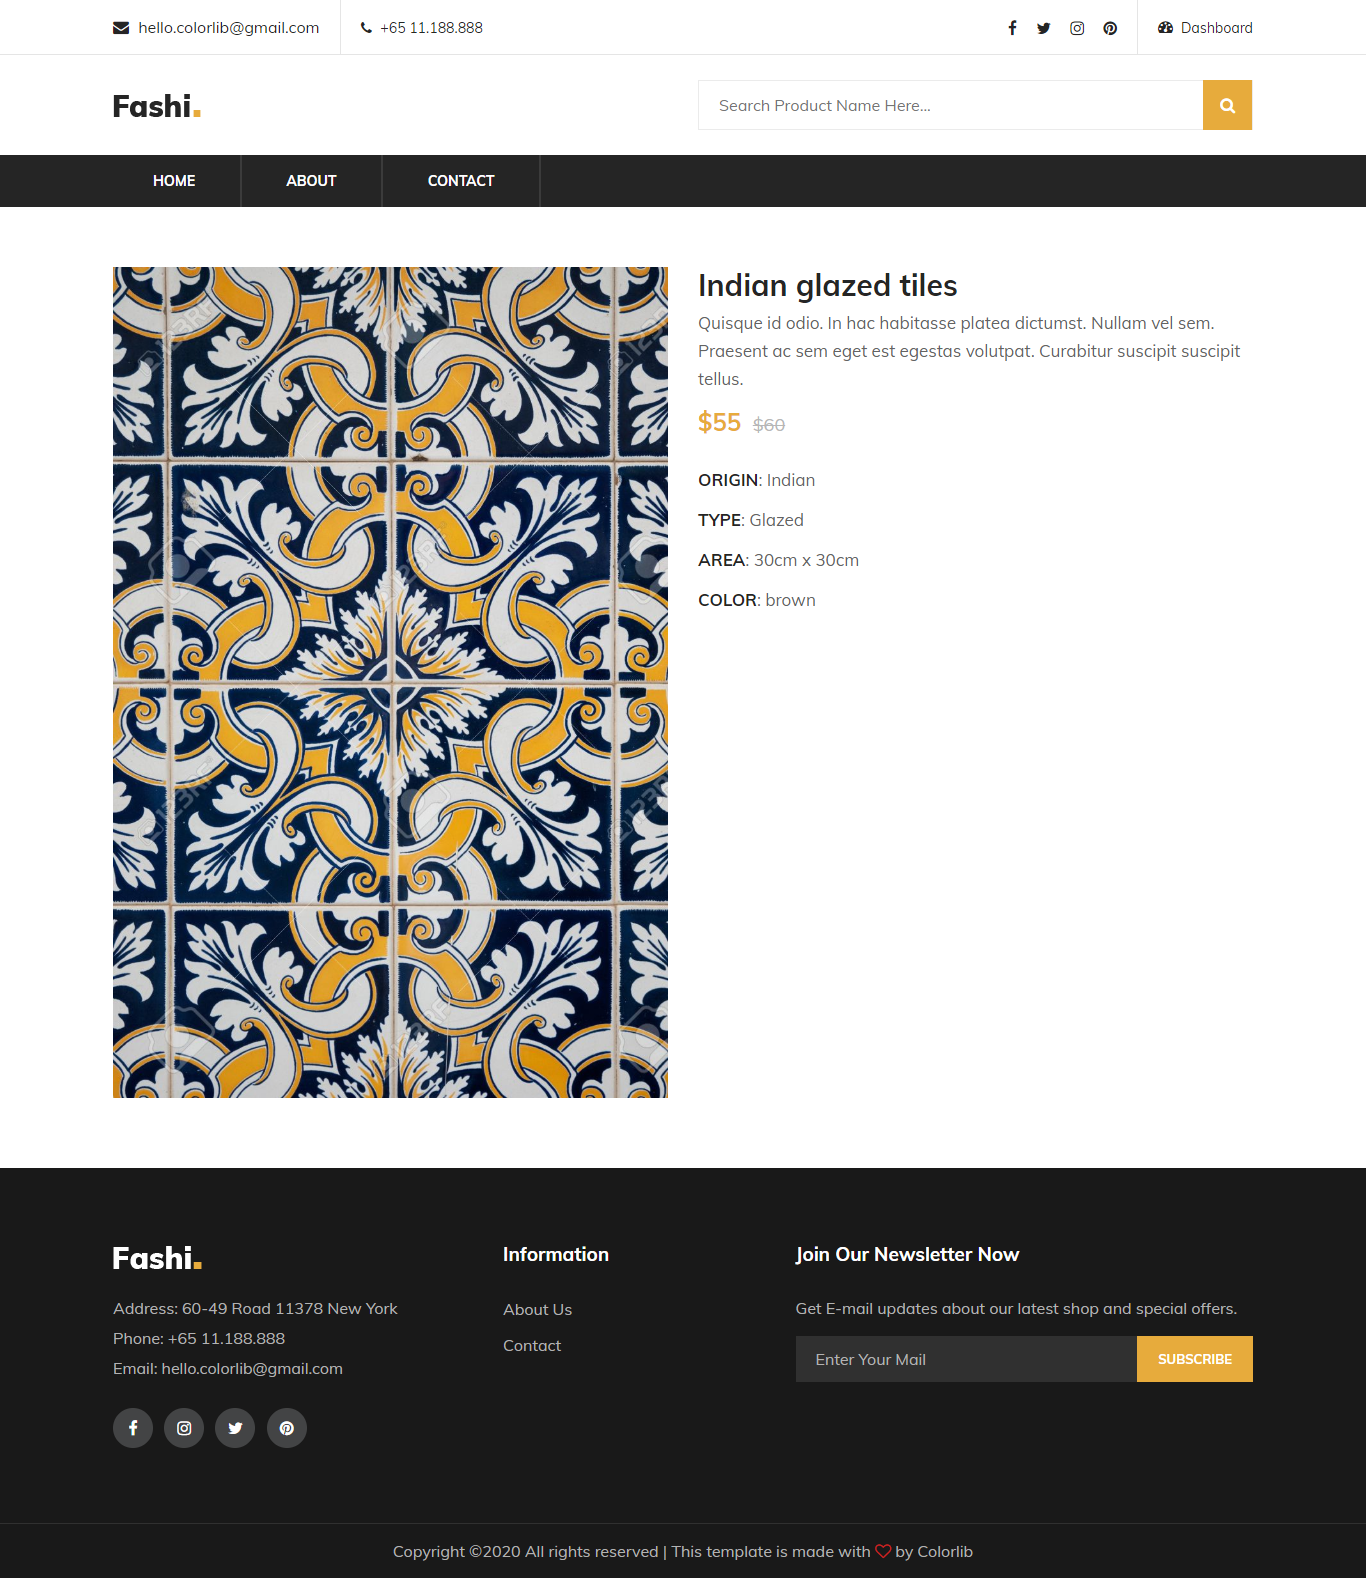 hello.colorlib@gmail.com
+65 11.188.888
Dashboard
Fashi.
Search Product Name Here...
HOME
ABOUT
CONTACT
Indian glazed tiles
Quisque id odio. In hac habitasse platea dictumst. Nullam vel sem.
Praesent ac sem eget est egestas volutpat. Curabitur suscipit suscipit
tellus.
$55 $60
ORIGIN: Indian
TYPE: Glazed
AREA: 30cm x 30cm
COLOR: brown
Fashi.
Address: 60-49 Road 11378 New York
Phone: +65 11.188.888
Email: hello.colorlib@gmail.com
Information
About Us
Contact
Join Our Newsletter Now
Get E-mail updates about our latest shop and special offers.
Enter Your Mail
SUBSCRIBE
Copyright ©2020 All rights reserved | This template is made with by Colorlib